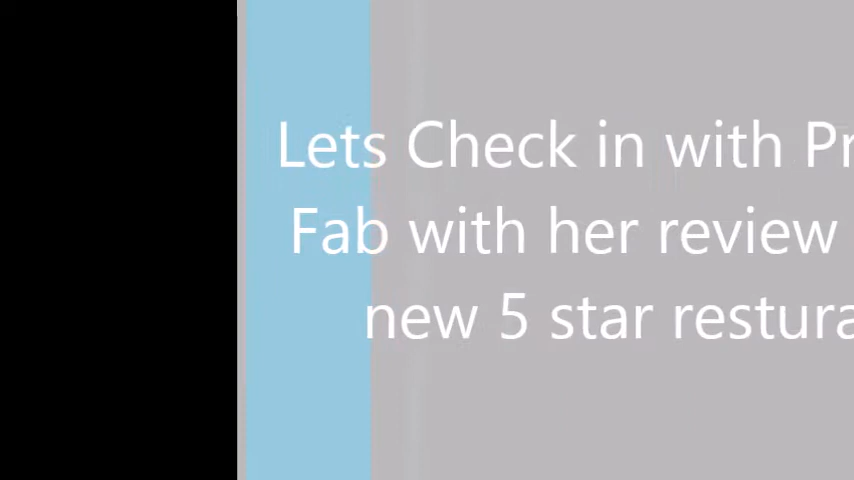 Lets Check in with Pr
Fab with her review
new 5 star restura